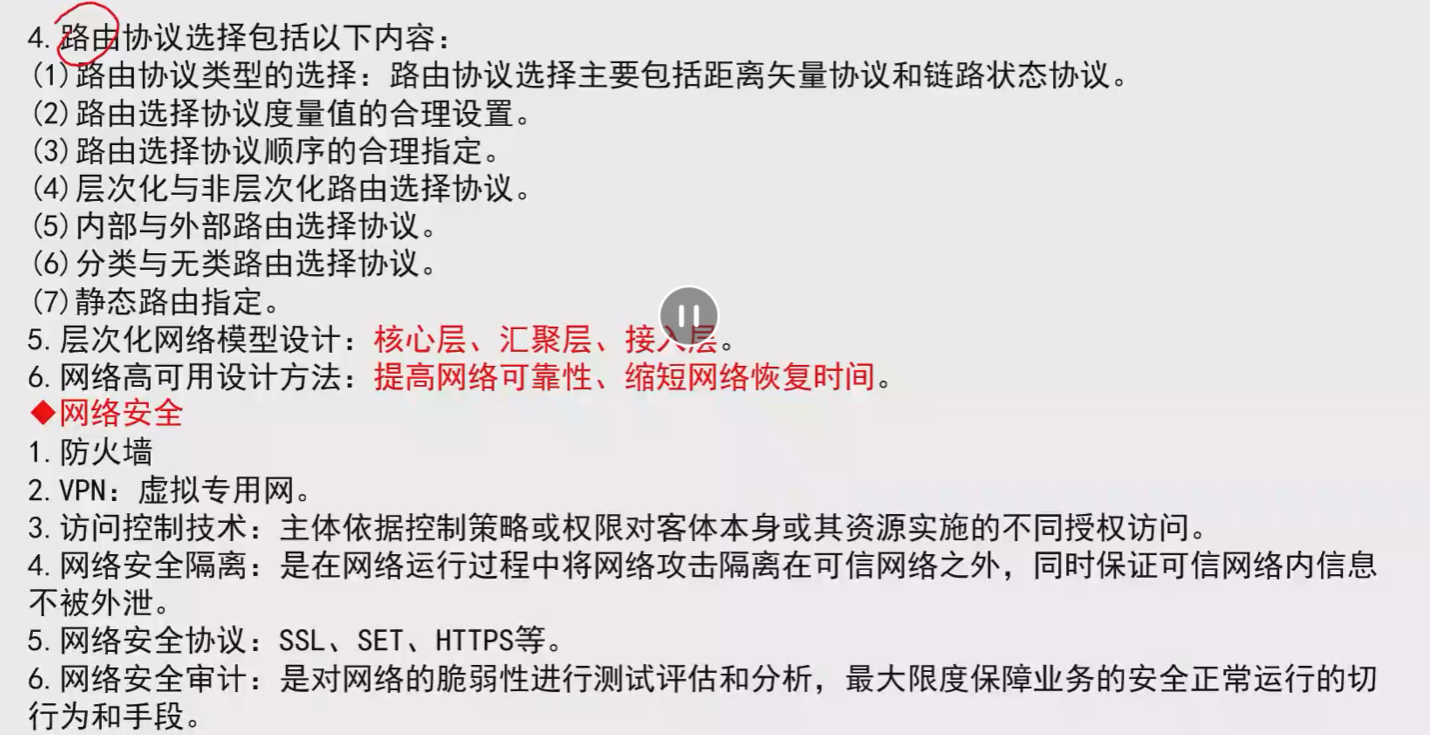 4.路由协议选择包括以下内容：
(1)路由协议类型的选择：路由协议选择主要包括距离矢量协议和链路状态协议。
(2)路由选择协议度量值的合理设置。
(3)路由选择协议顺序的合理指定。
(4)层次化与非层次化路由选择协议。
(5)内部与外部路由选择协议。
(6)分类与无类路由选择协议。
(7)静态路由指定。
5.层次化网络模型设计：核心层、汇聚层、接入层。
6.网络高可用设计方法：提高网络可靠性、缩短网络恢复时间。
◆网络安全
1.防火墙
2.VPN：虚拟专用网。
3.访问控制技术：主体依据控制策略或权限对客体本身或其资源实施的不同授权访问。
4.网络安全隔离：是在网络运行过程中将网络攻击隔离在可信网络之外，同时保证可信网络内信息
不被外泄。
5.网络安全协议：SSL、SET、HTTPS等。
6.网络安全审计：是对网络的脆弱性进行测试评估和分析，最大限度保障业务的安全正常运行的切
行为和手段。